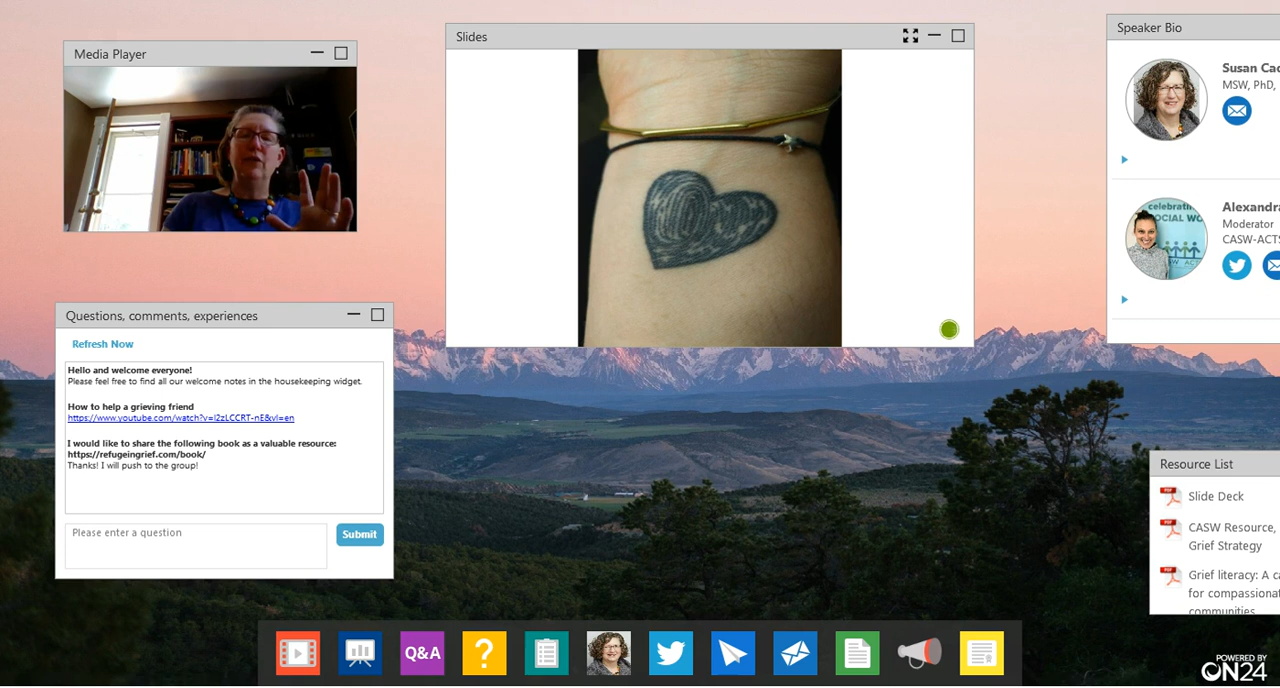 Media Player
Slides
Speaker Bio
Susan
MSW, PhD,
Alexandra
Moderator
CASW-ACTS
celebratin
SOCIAL WO
Questions, comments, experiences
Refresh Now
Hello and welcome everyone!
Please feel free to find all our welcome notes in the housekeeping widget.
How to help a grieving friend
https://www.youtube.com/watch?v=l2zLCCRT-nE&vl=en
I would like to share the following book as a valuable resource:
https://refugeingrief.com/book/
Thanks! I will push to the group!
Please enter a question
Submit
Resource List
PDF
Slide Deck
PDF
CASW Resource,
Grief Strategy
PDF
Grief literacy: A ca
for compassionat
communities
Q&A
?
POWERED BY
ON24